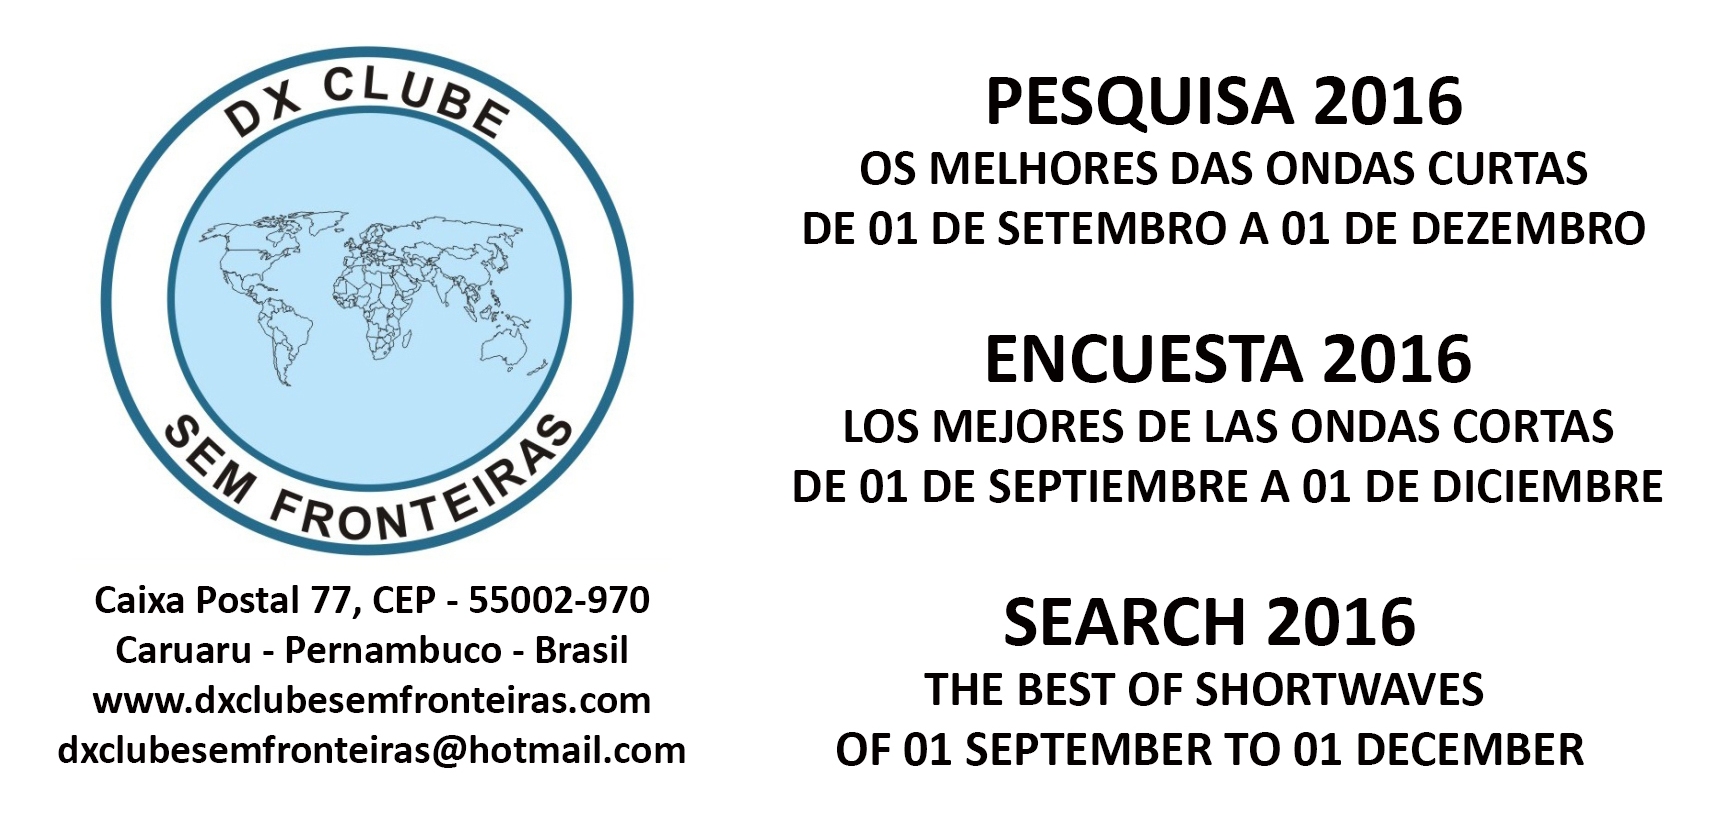 DX CLUBE
SEM FRONTEIRAS
Caixa Postal 77, CEP - 55002-970
Caruaru - Pernambuco - Brasil
www.dxclubesemfronteiras.com
dxclubesemfronteiras@hotmail.com
PESQUISA 2016
OS MELHORES DAS ONDAS CURTAS
DE 01 DE SETEMBRO A 01 DE DEZEMBRO
ENCUESTA 2016
LOS MEJORES DE LAS ONDAS CORTAS
DE 01 DE SEPTIEMBRE A 01 DE DICIEMBRE
SEARCH 2016
THE BEST OF SHORTWAVES
OF 01 SEPTEMBER TO 01 DECEMBER